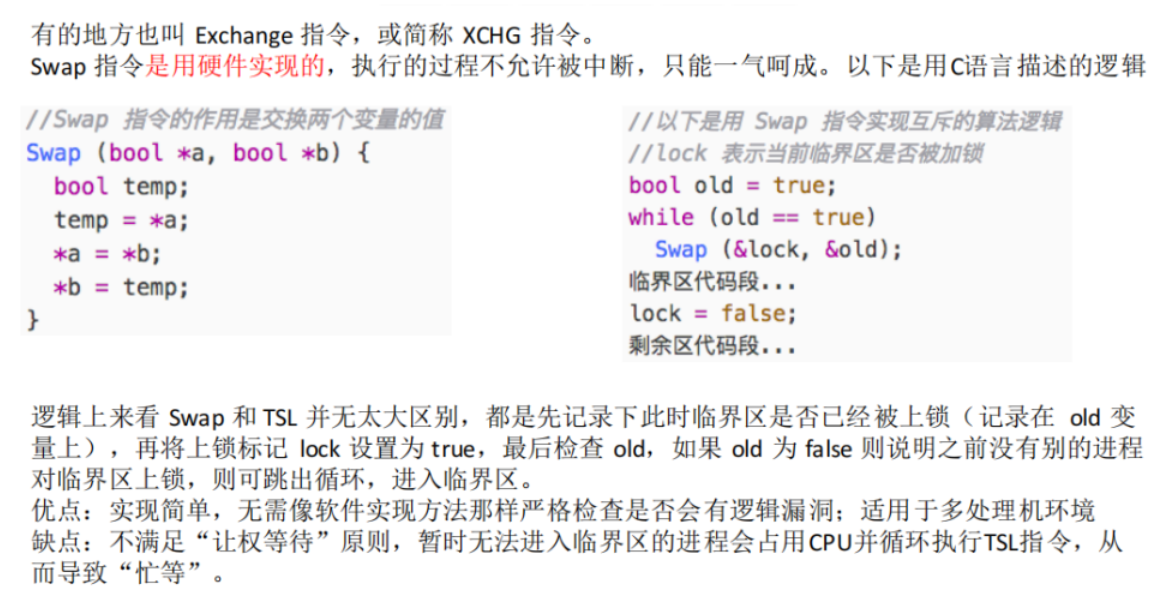 有的地方也叫 Exchange 指令，或简称 XCHG 指令。
Swap 指令是用硬件实现的，执行的过程不允许被中断，只能一气呵成。以下是用C语言描述的逻辑
//Swap 指令的作用是交换两个变量的值
Swap (bool *a, bool *b) {
  bool temp;
  temp = *a;
  *a = *b;
  *b = temp;
}
//以下是用 Swap 指令实现互斥的算法逻辑
//lock 表示当前临界区是否被加锁
bool old = true;
while (old == true)
  Swap (&lock, &old);
临界区代码段...
lock = false;
剩余区代码段...
逻辑上来看 Swap 和 TSL 并无太大区别，都是先记录下此时临界区是否已经被上锁（记录在 old 变
量上），再将上锁标记 lock 设置为 true，最后检查 old，如果 old 为 false 则说明之前没有别的进程
对临界区上锁，则可跳出循环，进入临界区。
优点：实现简单，无需像软件实现方法那样严格检查是否会有逻辑漏洞；适用于多处理机环境
缺点：不满足“让权等待”原则，暂时无法进入临界区的进程会占用CPU并循环执行TSL指令，从
而导致“忙等”。